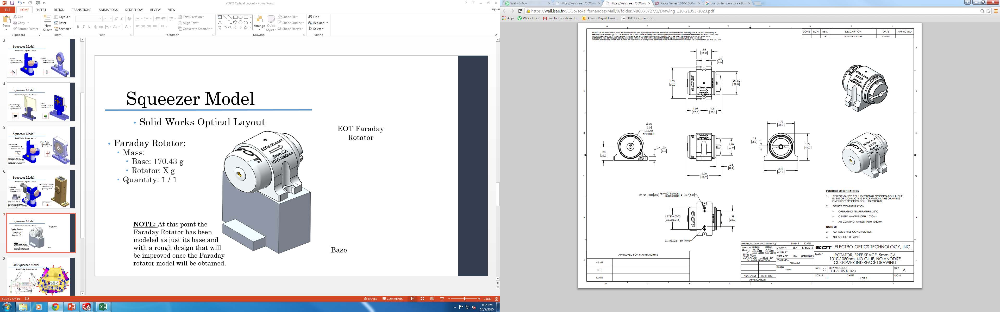 VOPO Optical Layout - PowerPoint
Sign in
FILE HOME INSERT DESIGN TRANSITIONS ANIMATIONS SLIDE SHOW REVIEW VIEW
Paste
Cut
Copy
Format Painter
Clipboard
New
Slide
Layout
Reset
Section
Slides
18
Font
Text Direction
Align Text
Convert to SmartArt
Paragraph
Arrange
Quick
Styles
Shape Fill
Shape Outline
Shape Effects
Drawing
Find
Replace
Select
Editing
3
Squeezer Model
Solid Works Optical Layout
4
Squeezer Model
Solid Works Optical Layout
5
Squeezer Model
Solid Works Optical Layout
6
Squeezer Model
Solid Works Optical Layout
7
Squeezer Model
Solid Works Optical Layout
8
O2 Squeezer Model
Solid Works Optical Layout
Squeezer Model
• Solid Works Optical Layout
• Faraday Rotator:
• Mass:
• Base: 170.43 g
• Rotator: X g
• Quantity: 1 / 1
EOT Faraday
Rotator
EOT
EOTech.com
5mm CA
1010-1080nm
NOTE: At this point the
Faraday Rotator has been
modeled as just its base and
with a rough design that will
be improved once the Faraday
rotator model will be obtained.
Base
SLIDE 7 OF 10
NOTES
COMMENTS
118%
3:02 PM
10/2/2015
Wali - Inbox
https://wali.isae.fr/SOGo/s
https://wali.isae.fr/SOGo/s
Pavos Series 1010-1080n
boston temperatura - Bus
https://wali.isae.fr/SOGo/so/al.fernandez/Mail/0/folderINBOX/5727/2/Drawing_110-21053-1023.pdf
Apps
Wali - Inbox
Recibidos - alvaro.fg...
Alvaro-Miguel Ferna...
LIGO Document Co...
8 7 6 5 4 3 2 1
ZONE ECN REV. DESCRIPTION DATE APPROVED
A PRODUCTION RELEASE 8/10/2015
.98
[25.0]
.26
[6.5]
1.97
[50.0]
Ø1.50
[38.0]
1.09
[27.8]
1.11
[28.1]
Ø.20
[5.0]
CLEAR
APERTURE
.88
[22.2]
2X .25
[6.4]
1.10
[27.9]
.33
[8.4]
2.20
[55.9]
1.73
[44.0]
.13
[3.2]
1.74
[44.2]
2.17
[55.0]
2X Ø .1181[3.0] F8 +.0011[0.028] +.0004[0.010] ↧ .197[5.0]
1.3780±.0005
[35.0±0.013]
.98
[25.0]
2X M3X0.5 - 6H THRU
PRODUCT SPECIFICATIONS
1. PERFORMANCE PER 113-20000-02 SPECIFICATION. IN THE
EVENT OF CONFLICTING INFORMATION, THIS DRAWING
OVERRIDES SPECIFICATION 113-20000-02.
2. DEVICE CONFIGURATION:
• OPERATING TEMPERATURE: 22°C
• CENTER WAVELENGTH: 1030nm
• AR COATING RANGE: 1010-1080nm
NOTE(S):
3. ADHESIVE-FREE CONSTRUCTION
4. NO ANODIZED PARTS
APPROVED FOR MANUFACTURE
NAME
TITLE
DATE
DIMENSIONS ARE IN ENGLISH[METRIC]
NAME DATE
DRAWN JEA 8/8/2015
CHKD BY
ENG APP JRM 8/10/2015
MATERIAL
ASSEMBLY
FINISH
NONE
NEXT ASSY USED ON
APPLICATION
EOT ELECTRO-OPTICS TECHNOLOGY, INC.
NAME
ROTATOR, FREE SPACE, 5mm CA
1010-1080nm, NO GLUE, NO ANODIZE
CUSTOMER INTERFACE DRAWING
SIZE C
DRAWING NO.
110-21053-1023
REV A
SCALE 1:1
SHEET 1 OF 1
UOM
8 7 6 5 4 3 2 1